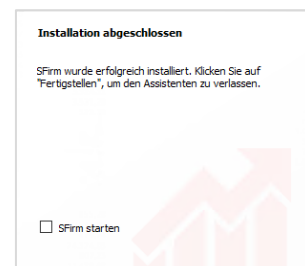 Installation abgeschlossen
SFirm wurde erfolgreich installiert. Klicken Sie auf
"Fertigstellen", um den Assistenten zu verlassen.
SFirm starten